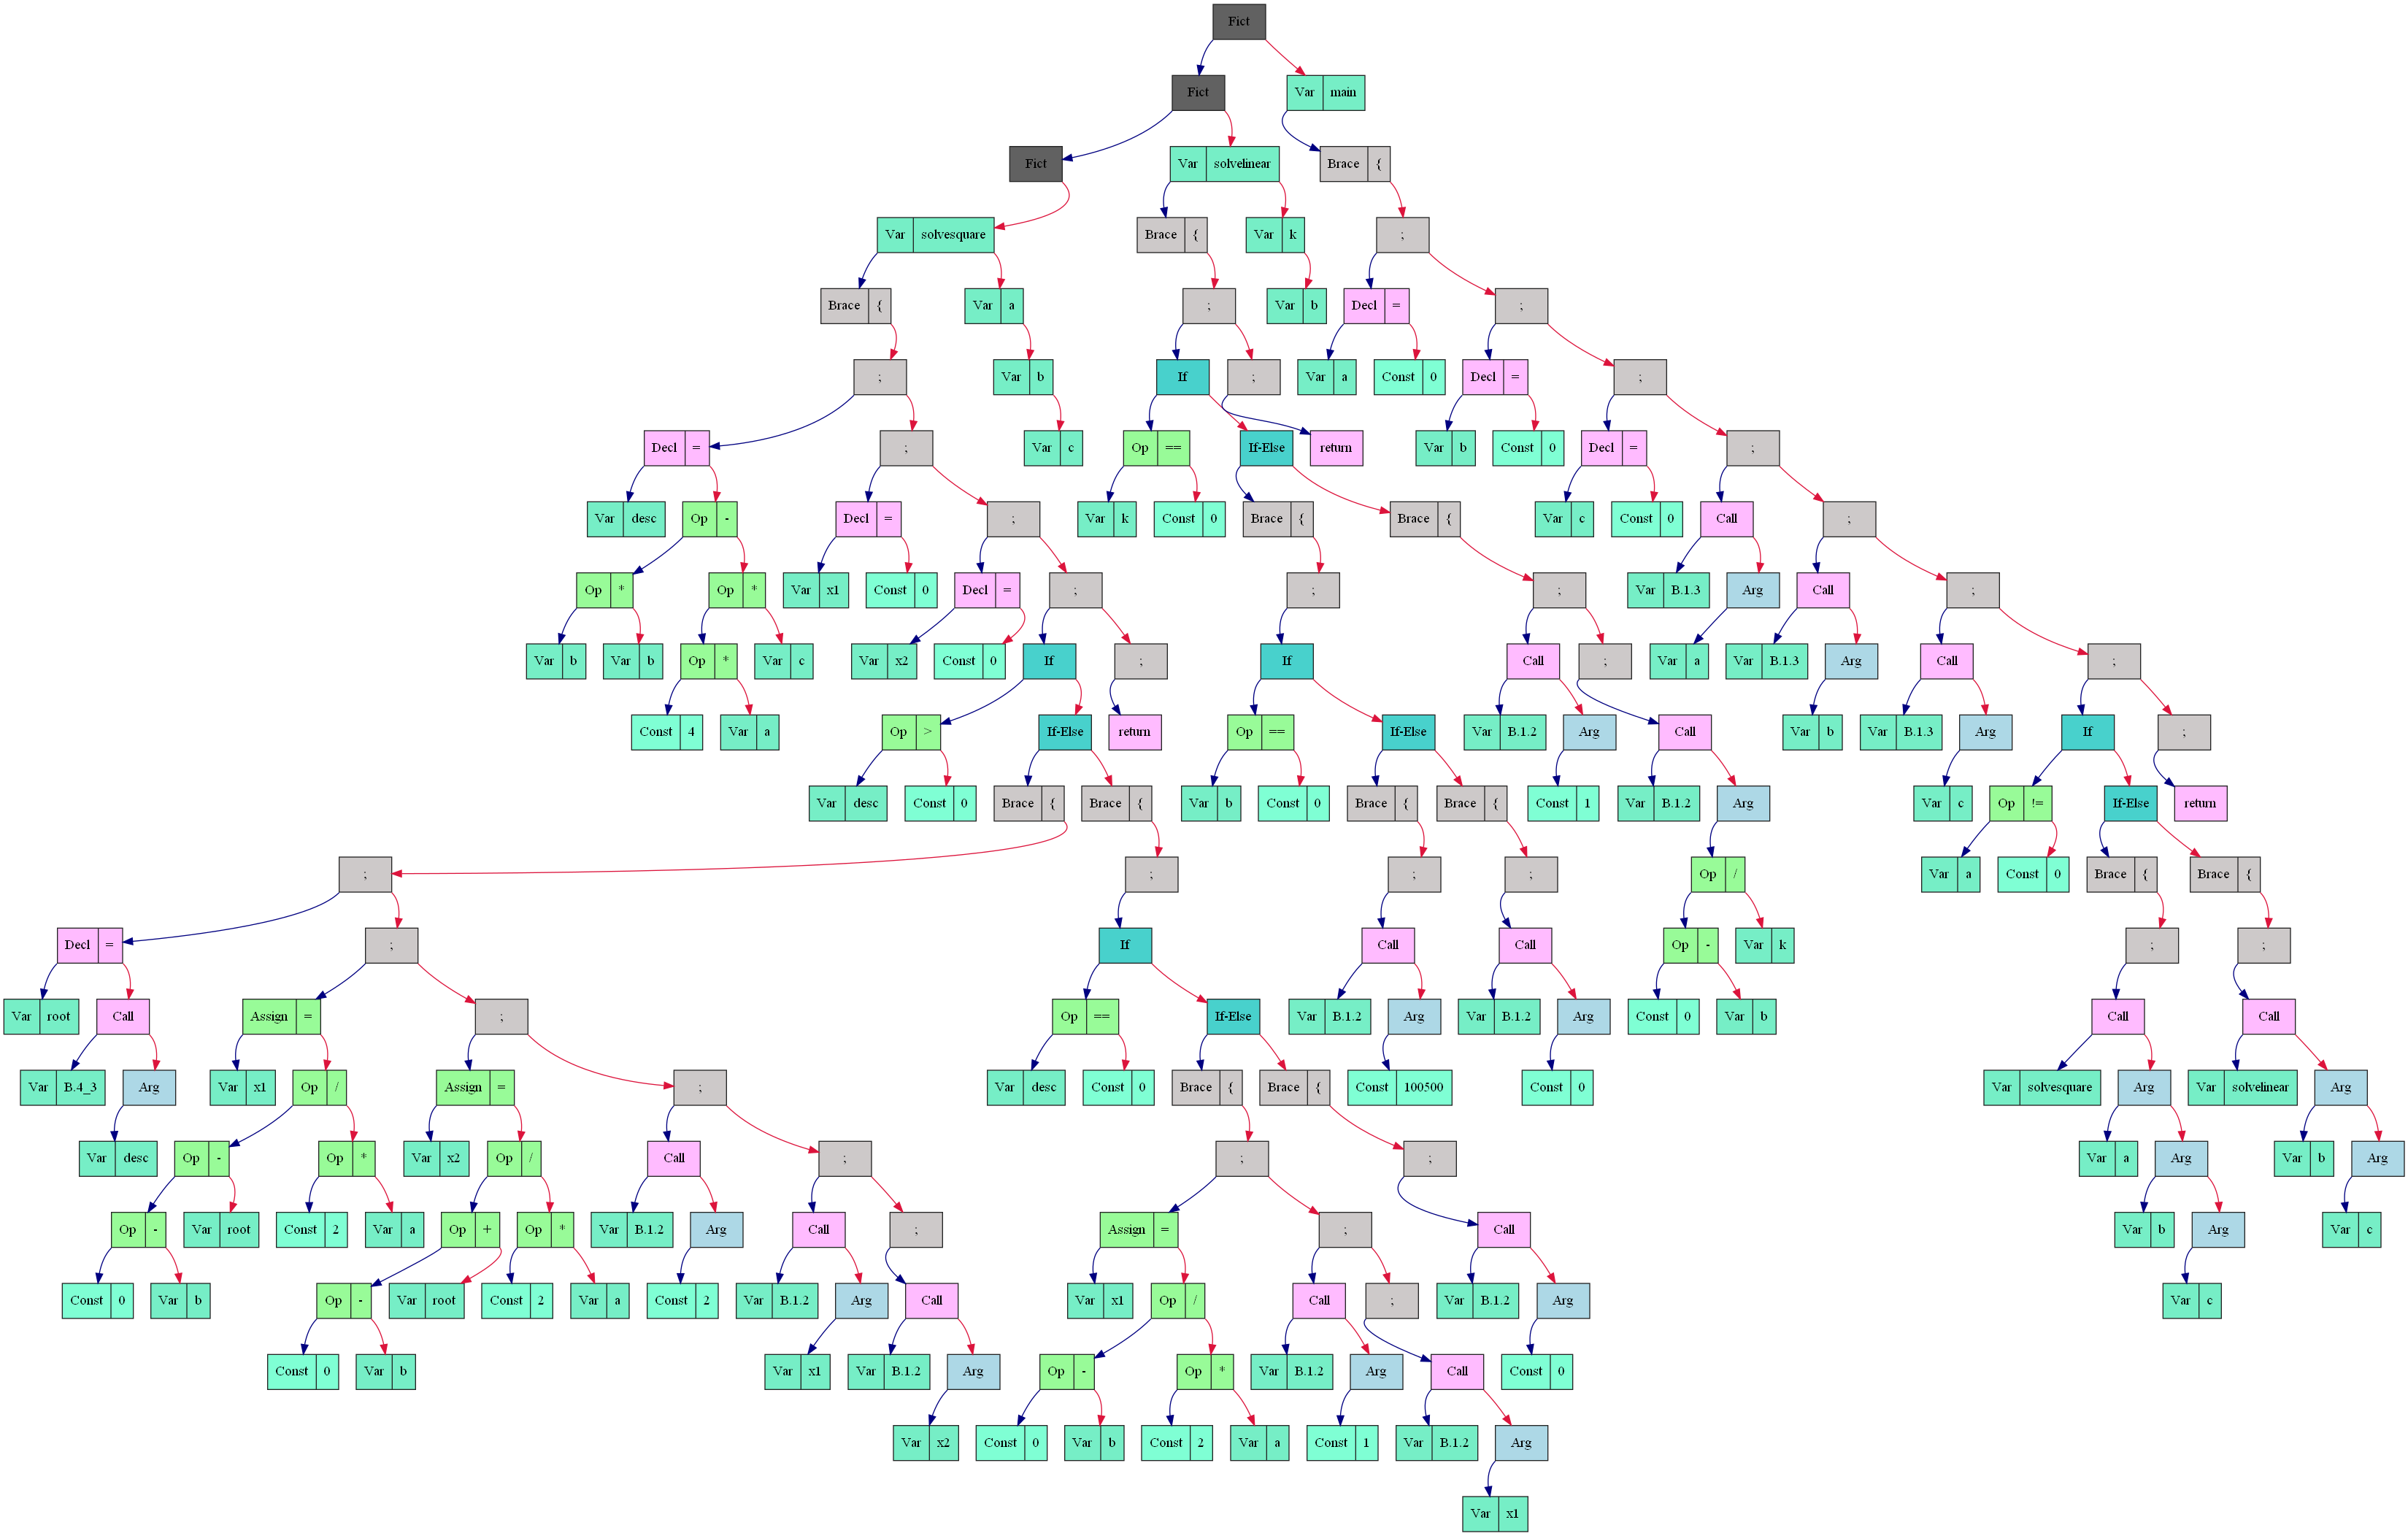 Fict
Fict
Var main
Fict
Var solvelinear
Brace {
Var solvesquare
Brace {
Var k
;
Brace {
Var a
;
Var b
Decl =
;
;
Var b
If
;
Var a
Const 0
Decl =
;
Decl =
;
Var c
Op ==
If-Else
return
Var b
Const 0
Decl =
;
Var desc
Op -
Decl =
;
Var k
Const 0
Brace {
Brace {
Var c
Const 0
Call
;
Op *
Op *
Var x1
Const 0
Decl =
;
;
;
Var B.1.3
Arg
Call
;
Var b
Var b
Op *
Var c
Var x2
Const 0
If
;
If
Call
;
Var a
Var B.1.3
Arg
Call
;
Const 4
Var a
Op >
If-Else
return
Op ==
If-Else
Var B.1.2
Arg
Call
Var b
Var B.1.3
Arg
If
;
Var desc
Const 0
Brace {
Brace {
Var b
Const 0
Brace {
Brace {
Const 1
Var B.1.2
Arg
Var c
Op !=
If-Else
return
;
;
;
;
Op /
Var a
Const 0
Brace {
Brace {
Decl =
;
If
Call
Call
Op -
Var k
;
;
Var root
Call
Assign =
;
Op ==
If-Else
Var B.1.2
Arg
Var B.1.2
Arg
Const 0
Var b
Call
Call
Var B.4_3
Arg
Var x1
Op /
Assign =
;
Var desc
Const 0
Brace {
Brace {
Const 100500
Const 0
Var solvesquare
Arg
Var solvelinear
Arg
Var desc
Op -
Op *
Var x2
Op /
Call
;
;
;
Var a
Arg
Var b
Arg
Op -
Var root
Const 2
Var a
Op +
Op *
Var B.1.2
Arg
Call
;
Assign =
;
Call
Var b
Arg
Var c
Const 0
Var b
Op -
Var root
Const 2
Var a
Const 2
Var B.1.2
Arg
Call
Var x1
Op /
Call
;
Var B.1.2
Arg
Var c
Const 0
Var b
Var x1
Var B.1.2
Arg
Op -
Op *
Var B.1.2
Arg
Call
Const 0
Var x2
Const 0
Var b
Const 2
Var a
Const 1
Var B.1.2
Arg
Var x1